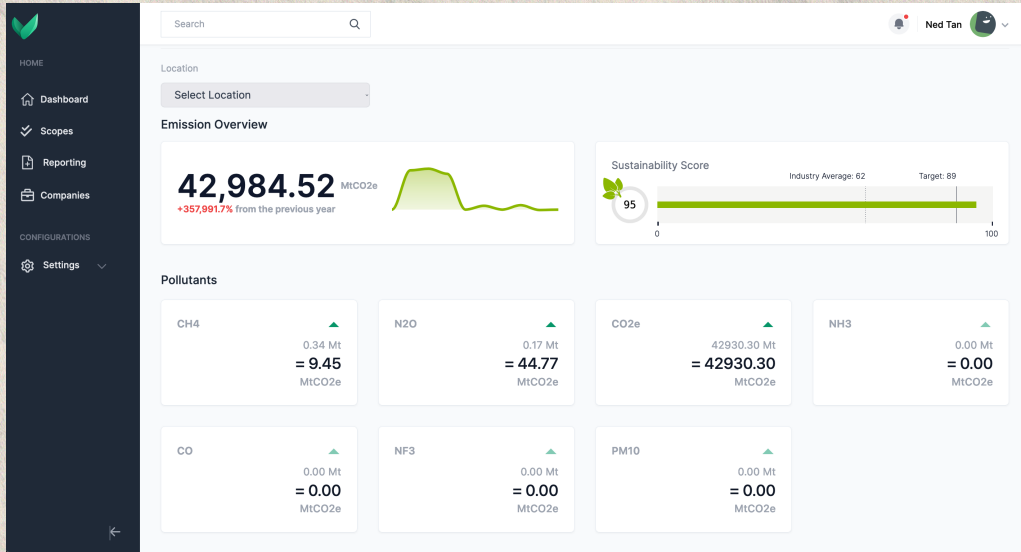 Search
Ned Tan
HOME
Dashboard
Scopes
Reporting
Companies
CONFIGURATIONS
Settings
Location
Select Location
Emission Overview
42,984.52 MtCO2e
+357,991.7% from the previous year
Sustainability Score
Industry Average: 62 Target: 89
95
0 100
Pollutants
CH4
0.34 Mt
= 9.45
MtCO2e
N2O
0.17 Mt
= 44.77
MtCO2e
CO2e
42930.30 Mt
= 42930.30
MtCO2e
NH3
0.00 Mt
= 0.00
MtCO2e
CO
0.00 Mt
= 0.00
MtCO2e
NF3
0.00 Mt
= 0.00
MtCO2e
PM10
0.00 Mt
= 0.00
MtCO2e